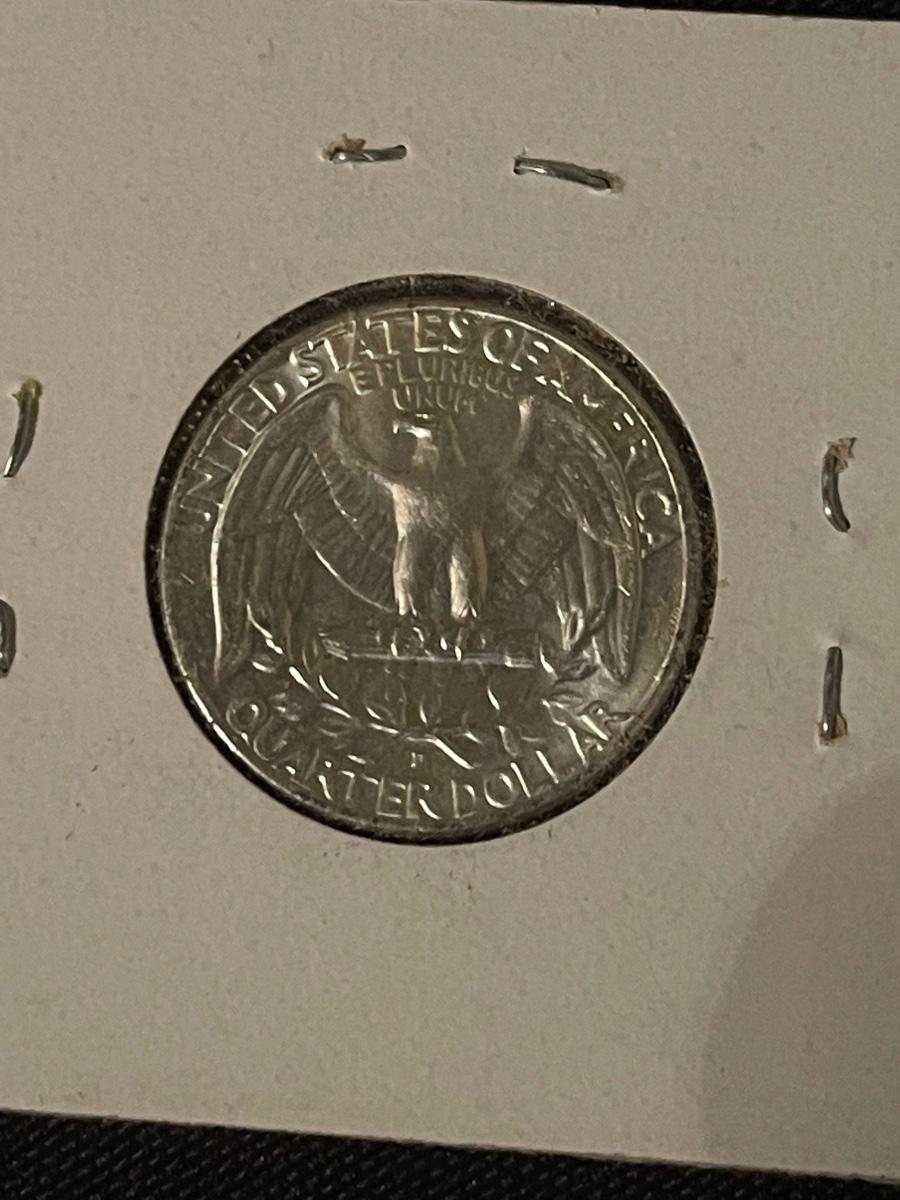 UNITED STATES OF AMERICA
E PLURIBUS
UNUM
D
QUARTER DOLLAR